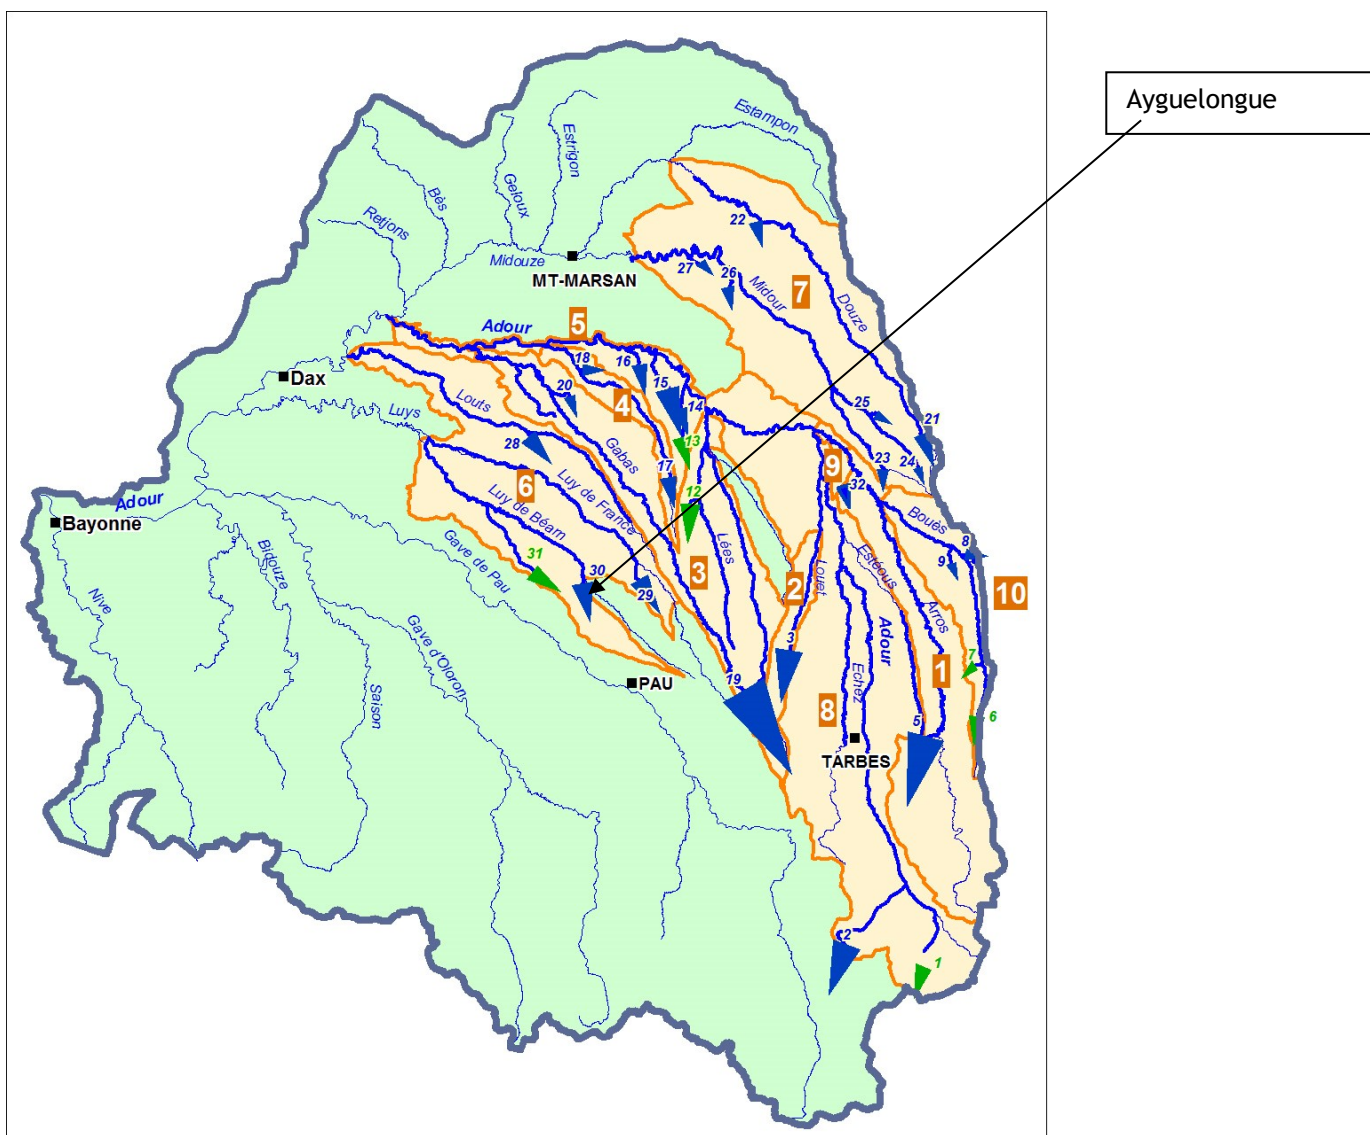 Ayguelongue
Estampon
Estrigon
Geloux
Bès
Retjons
22
Midouze
MT-MARSAN
27
26
7
Midour
Douze
5
Adour
18
16
15
14
Dax
20
4
Louts
Luys
25
21
28
Gabas
13
17
12
9
23
24
32
6
Luy de France
Luy de Béarn
Adour
Bayonne
Gave de Pau
Bouès
8
9
Bidouze
31
30
29
3
Lées
2
Louet
Estéous
Arros
10
Nive
Gave d'Oloron
Saison
3
Adour
Echez
1
7
PAU
19
8
5
6
TARBES
2
1